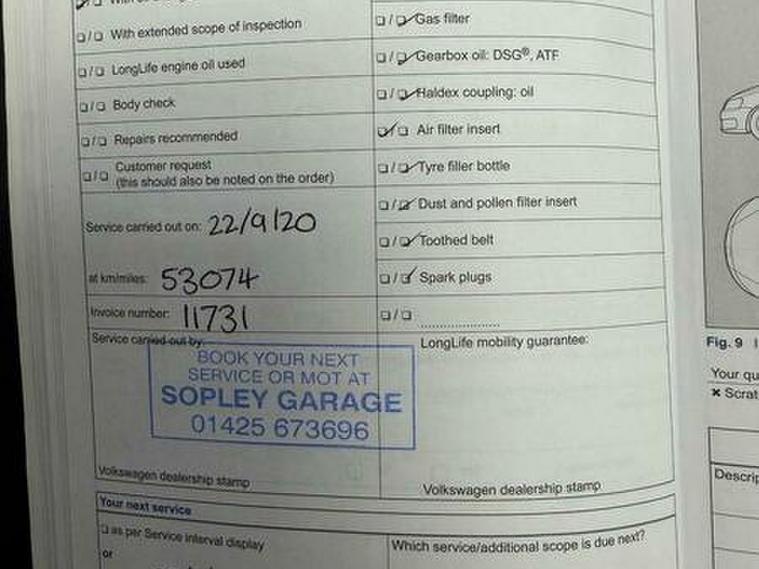 With
❏ / ❏ With extended scope of inspection
❏ / ❏ LongLife engine oil used
❏ / ❏ Body check
❏ / ❏ Repairs recommended
❏ / ❏ Customer request
(this should also be noted on the order)
Service carried out on: 22/9/20
at km/miles: 53074
Invoice number: 11731
Service carried out by:
BOOK YOUR NEXT
SERVICE OR MOT AT
SOPLEY GARAGE
01425 673696
Volkswagen dealership stamp
❏ / ✓ Gas filter
❏ / ✓ Gearbox oil: DSG®, ATF
❏ / ✓ Haldex coupling: oil
✓ / ❏ Air filter insert
❏ / ✓ Tyre filler bottle
❏ / ✓ Dust and pollen filter insert
❏ / ✓ Toothed belt
❏ / ✓ Spark plugs
❏ / ❏ ....................
LongLife mobility guarantee:
Volkswagen dealership stamp
Your next service
❏ as per Service interval display
or
Which service/additional scope is due next?
Fig. 9
Your qu
✖ Scrat
Descrip